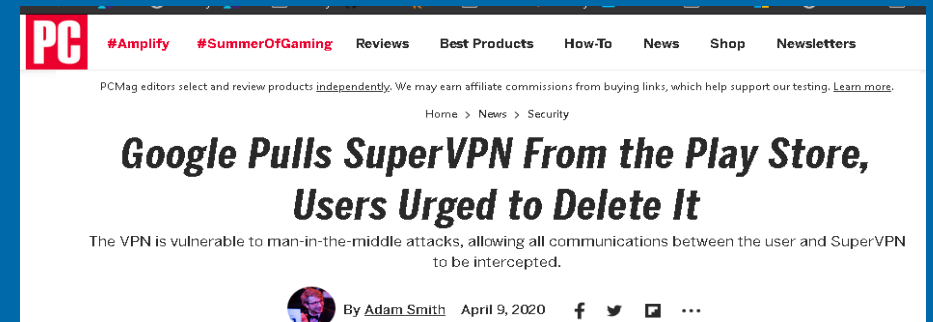 PC
#Amplify #SummerOfGaming Reviews Best Products How-To News Shop Newsletters
PCMag editors select and review products independently. We may earn affiliate commissions from buying links, which help support our testing. Learn more.
Home > News > Security
Google Pulls SuperVPN From the Play Store,
Users Urged to Delete It
The VPN is vulnerable to man-in-the-middle attacks, allowing all communications between the user and SuperVPN
to be intercepted.
By Adam Smith April 9, 2020